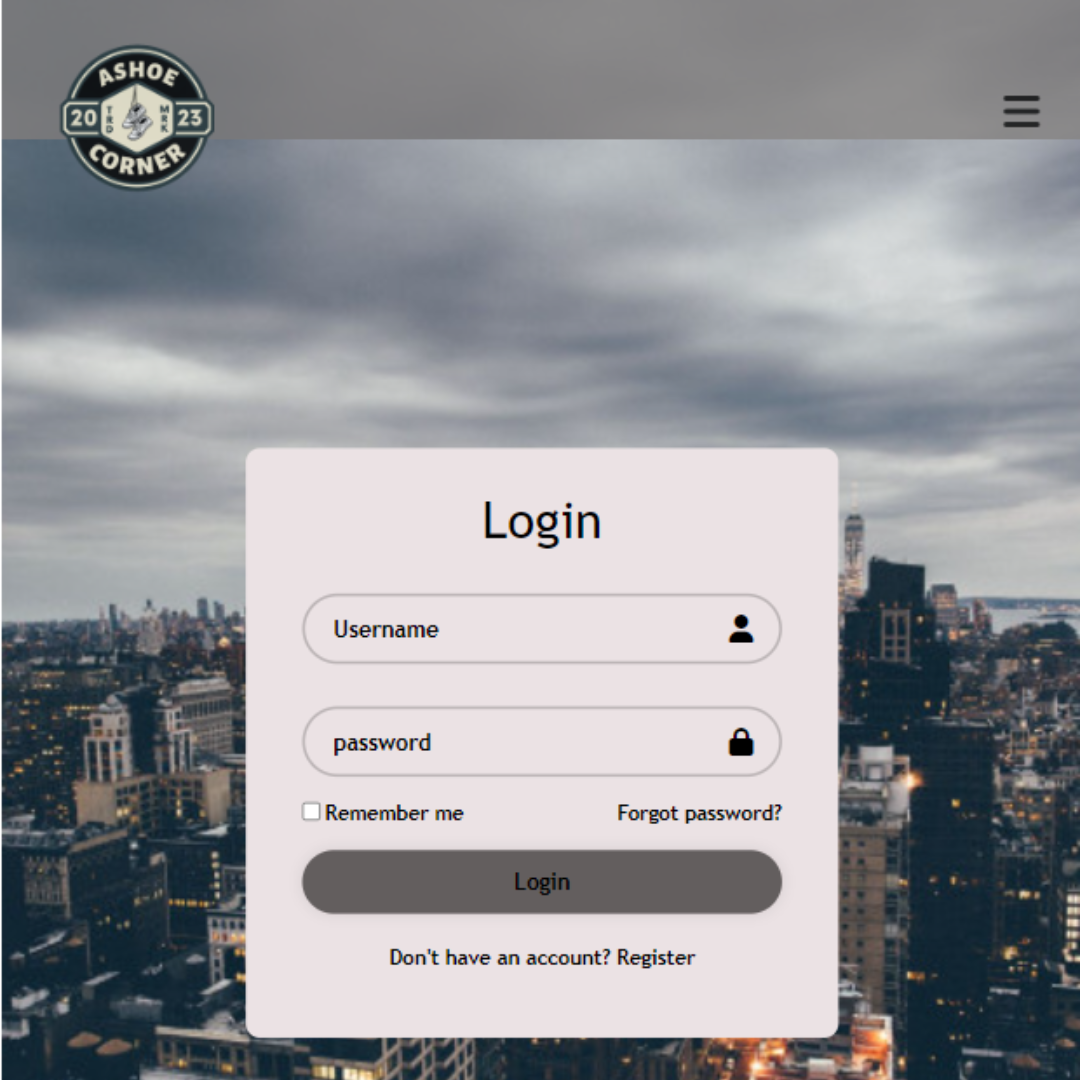 ASHOE
20 TRD MRK 23
CORNER
Login
Username
password
Remember me Forgot password?
Login
Don't have an account? Register